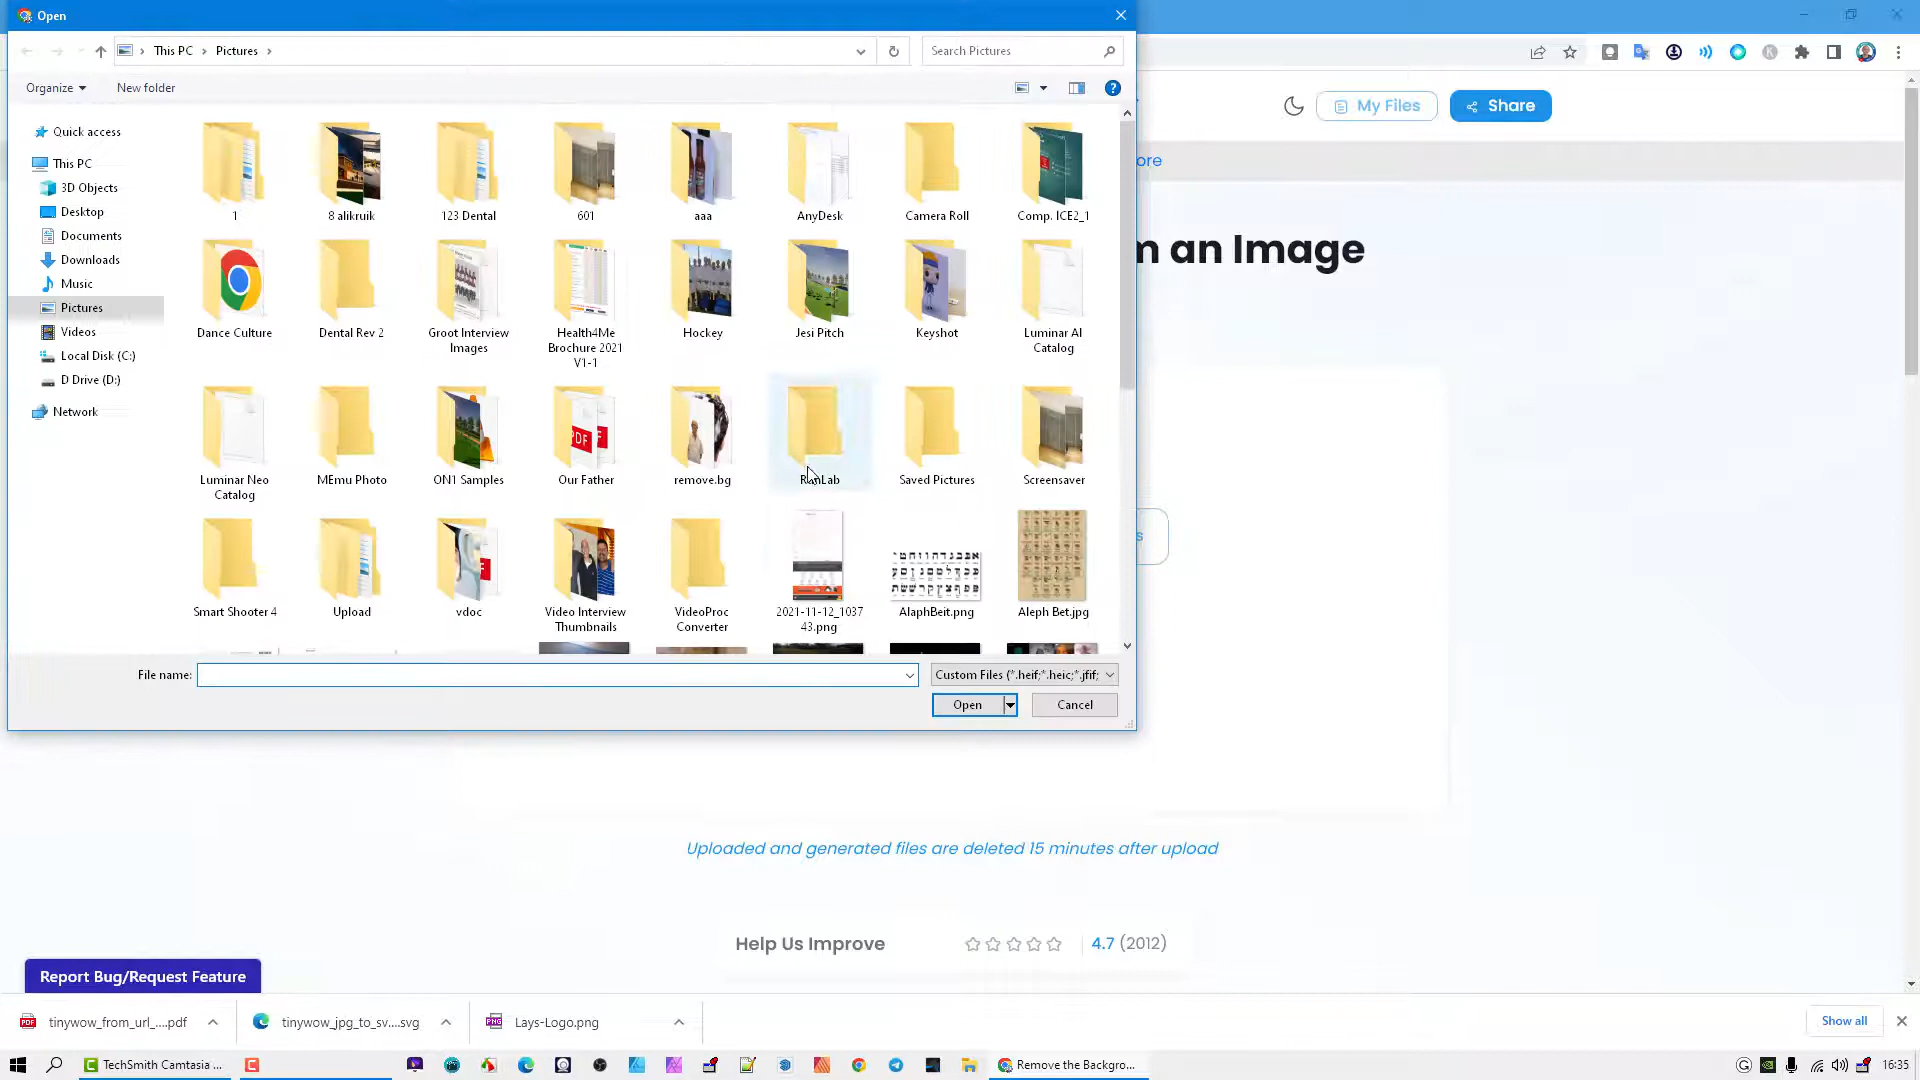 Open
This PC
Pictures
Search Pictures
Organize
New folder
Quick access
This PC
3D Objects
Desktop
Documents
Downloads
Music
Pictures
Videos
Local Disk (C:)
D Drive (D:)
Network
1
8 alikruik
123 Dental
601
aaa
AnyDesk
Camera Roll
Comp. ICE2_1
Dance Culture
Dental Rev 2
Groot Interview
Images
Health4Me
Brochure 2021
V1-1
Hockey
Jesi Pitch
Keyshot
Luminar AI
Catalog
Luminar Neo
Catalog
MEmu Photo
ON1 Samples
Our Father
remove.bg
Saved Pictures
Screensaver
Smart Shooter 4
Upload
vdoc
Video Interview
Thumbnails
VideoProc
Converter
2021-11-12_1037
43.png
AlaphBeit.png
Aleph Bet.jpg
File name:
Custom Files (*.heif;*.heic;*.jfif;
Open
Cancel
My Files
Share
ore
n an Image
s
Uploaded and generated files are deleted 15 minutes after upload
Help Us Improve
4.7 (2012)
Report Bug/Request Feature
tinywow_from_url_....pdf
tinywow_jpg_to_sv....svg
Lays-Logo.png
Show all
TechSmith Camtasia ...
Remove the Backgro...
16:35